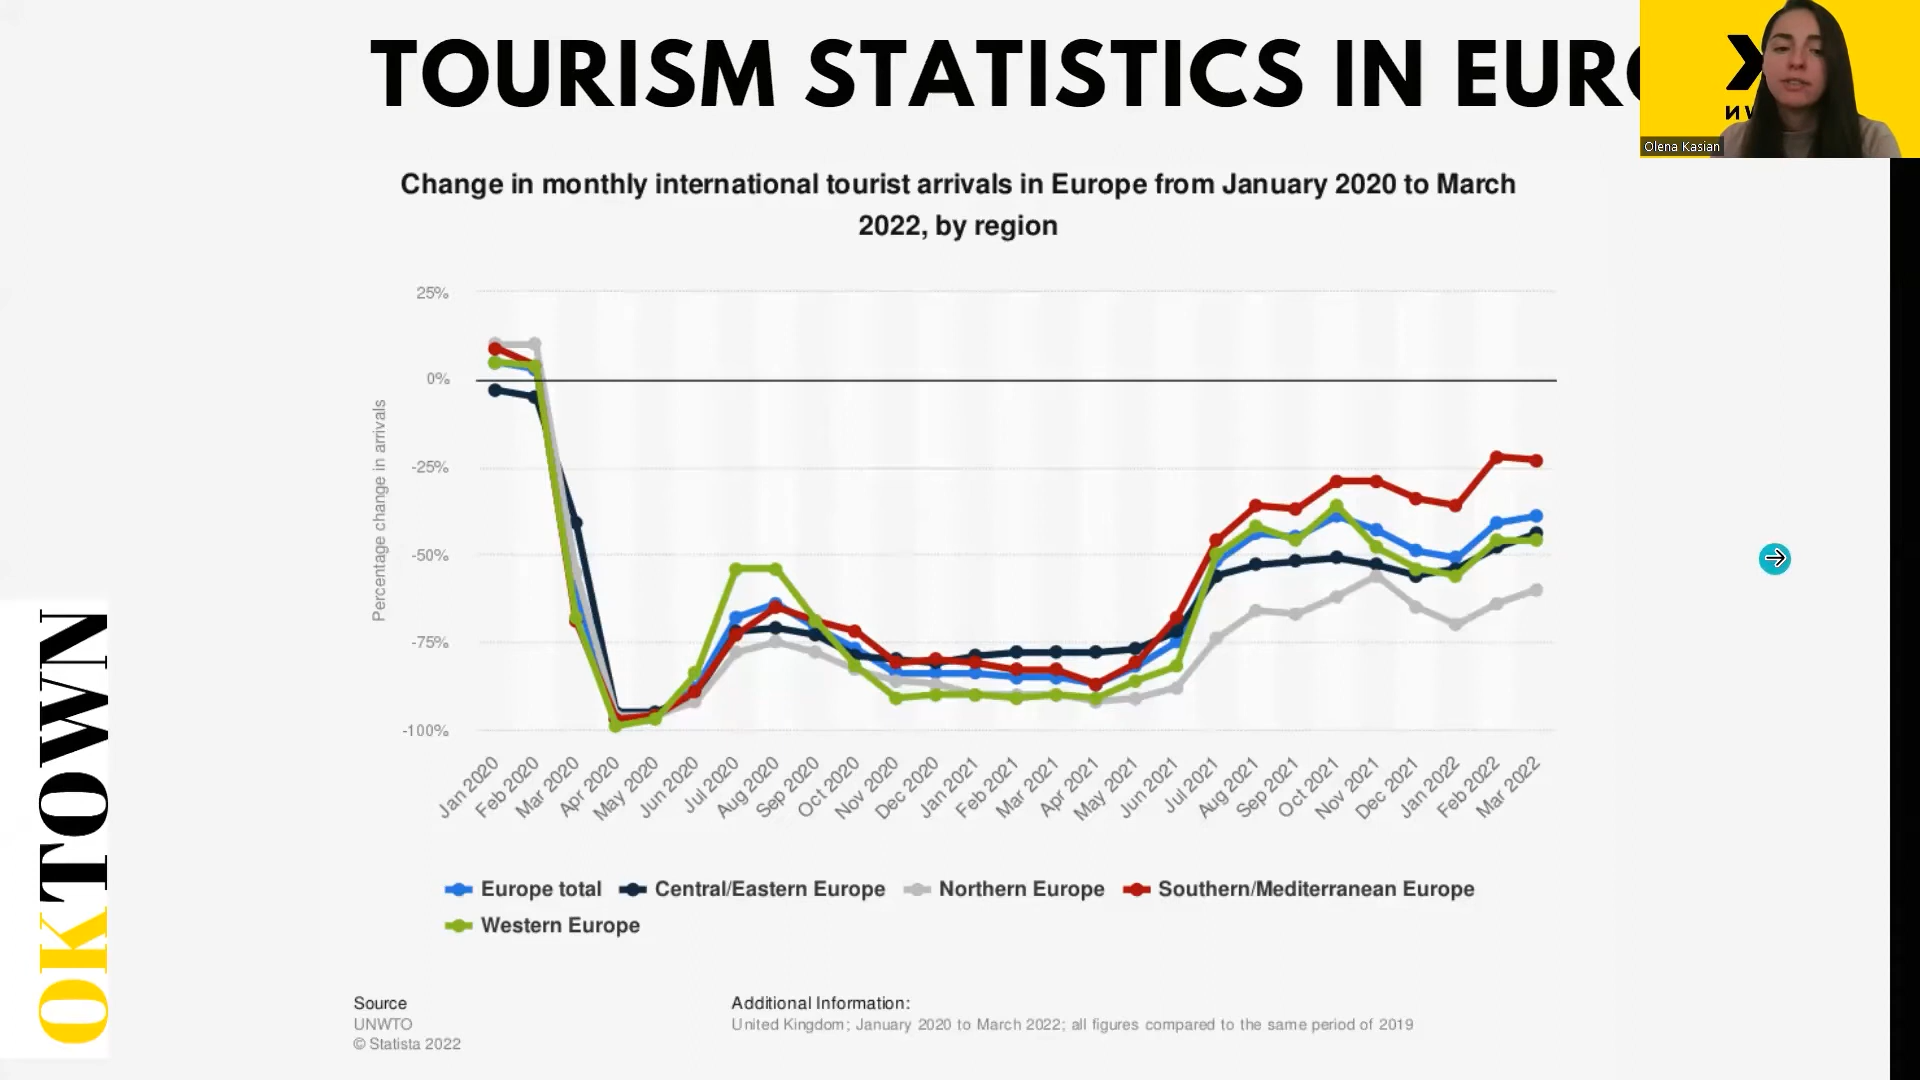 TOURISM STATISTICS IN EUR
Olena Kasian
Change in monthly international tourist arrivals in Europe from January 2020 to March
2022, by region
Percentage change in arrivals
25%
0%
-25%
-50%
-75%
-100%
Jan 2020
Feb 2020
Mar 2020
Apr 2020
May 2020
Jun 2020
Jul 2020
Aug 2020
Sep 2020
Oct 2020
Nov 2020
Dec 2020
Jan 2021
Feb 2021
Mar 2021
Apr 2021
May 2021
Jun 2021
Jul 2021
Aug 2021
Sep 2021
Oct 2021
Nov 2021
Dec 2021
Jan 2022
Feb 2022
Mar 2022
Europe total
Central/Eastern Europe
Northern Europe
Southern/Mediterranean Europe
Western Europe
OKTOWN
Source
UNWTO
© Statista 2022
Additional Information:
United Kingdom; January 2020 to March 2022; all figures compared to the same period of 2019